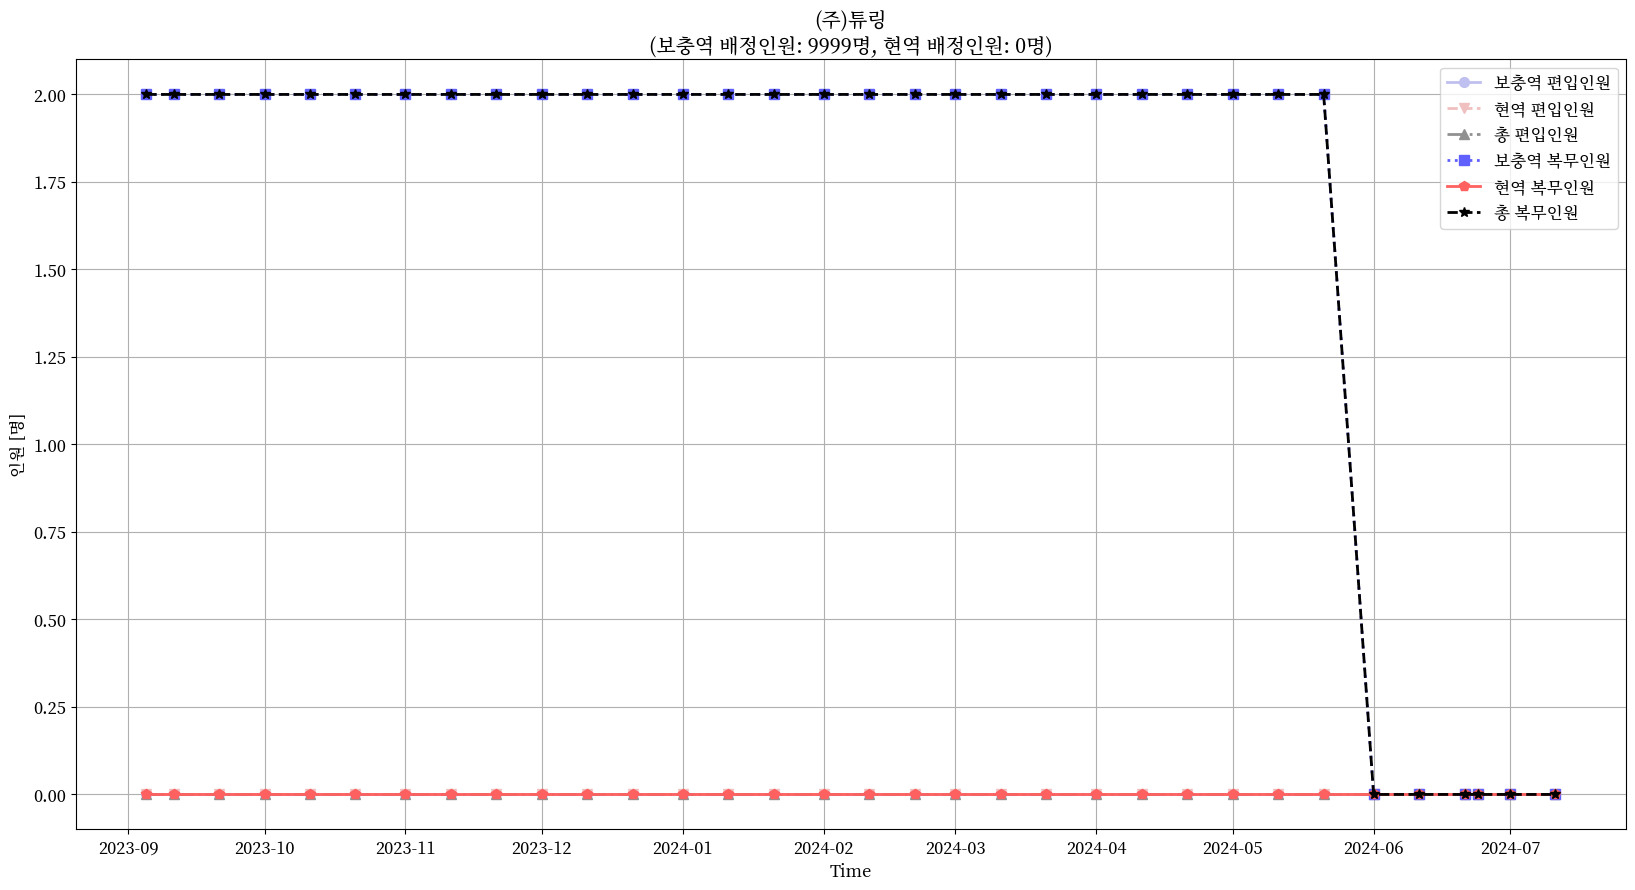 (주)튜링
(보충역 배정인원: 9999명, 현역 배정인원: 0명)
보충역 편입인원
현역 편입인원
총 편입인원
보충역 복무인원
현역 복무인원
총 복무인원
인원 [명]
2.00
1.75
1.50
1.25
1.00
0.75
0.50
0.25
0.00
2023-09 2023-10 2023-11 2023-12 2024-01 2024-02 2024-03 2024-04 2024-05 2024-06 2024-07
Time